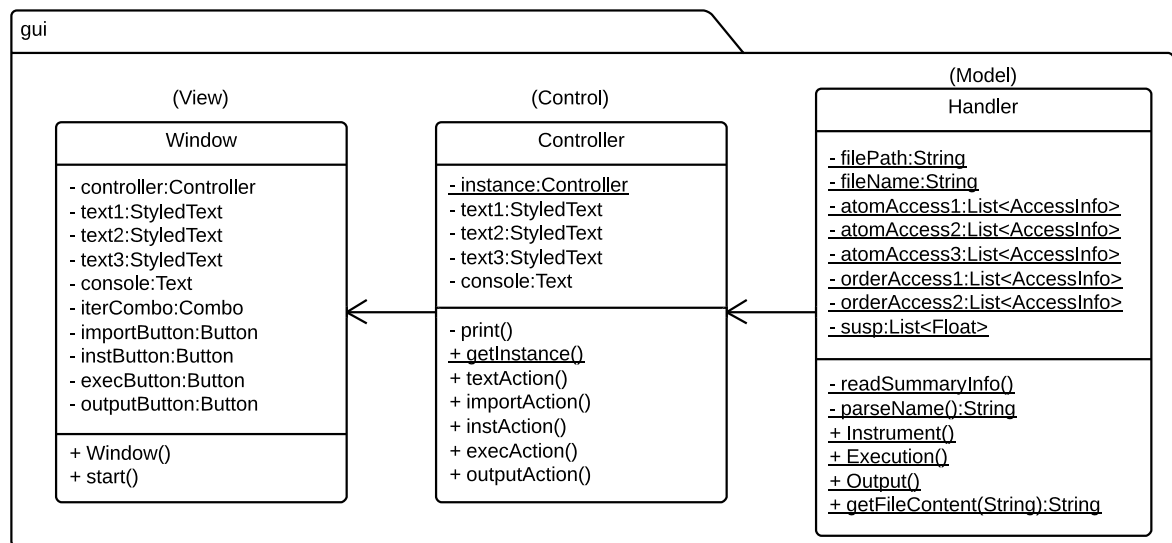 gui
(View)
Window
- controller:Controller
- text1:StyledText
- text2:StyledText
- text3:StyledText
- console:Text
- iterCombo:Combo
- importButton:Button
- instButton:Button
- execButton:Button
- outputButton:Button
+ Window()
+ start()
(Control)
Controller
- instance:Controller
- text1:StyledText
- text2:StyledText
- text3:StyledText
- console:Text
- print()
+ getInstance()
+ textAction()
+ importAction()
+ instAction()
+ execAction()
+ outputAction()
(Model)
Handler
- filePath:String
- fileName:String
- atomAccess1:List<AccessInfo>
- atomAccess2:List<AccessInfo>
- atomAccess3:List<AccessInfo>
- orderAccess1:List<AccessInfo>
- orderAccess2:List<AccessInfo>
- susp:List<Float>
- readSummaryInfo()
- parseName():String
+ Instrument()
+ Execution()
+ Output()
+ getFileContent(String):String